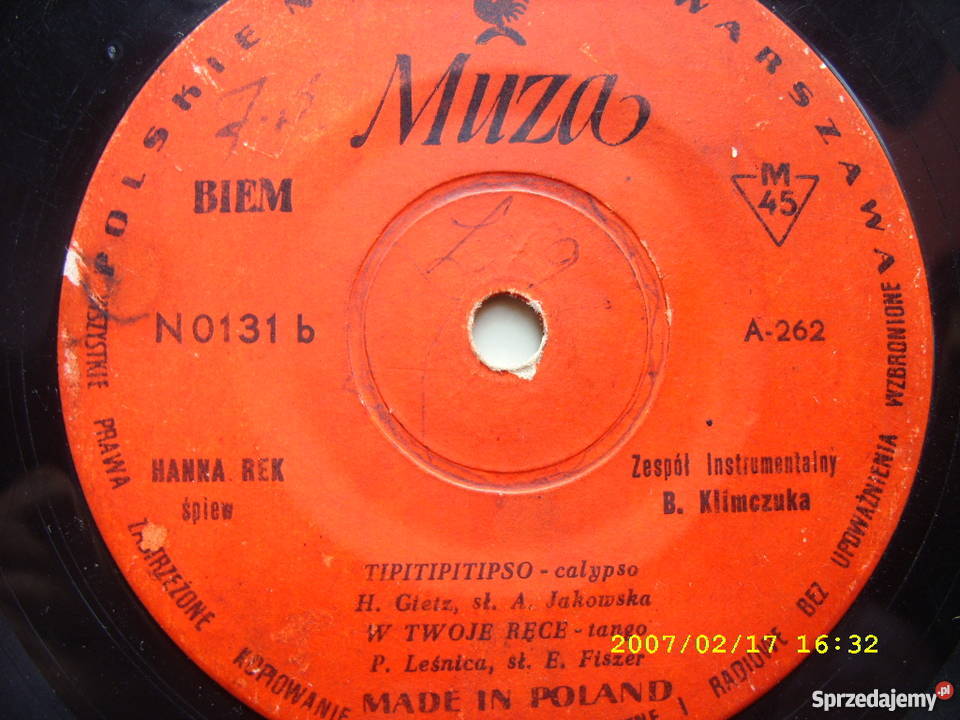 POLSKIE
WARSZAWA
Muza
BIEM
M
45
N0131 b
A-262
HANNA REK
śpiew
Zespół Instrumentalny
B. Klimczuka
TIPITIPITIPSO - calypso
H. Gietz, sł. A. Jakowska
W TWOJE RĘCE - tango
P. Leśnica, sł. E. Fiszer
MADE IN POLAND
WSZYSTKIE PRAWA ZASTRZEŻONE
KOPIOWANIE
RADIOWE BEZ UPOWAŻNIENIA WZBRONIONE
2007/02/17 16:32
Sprzedajemy.pl